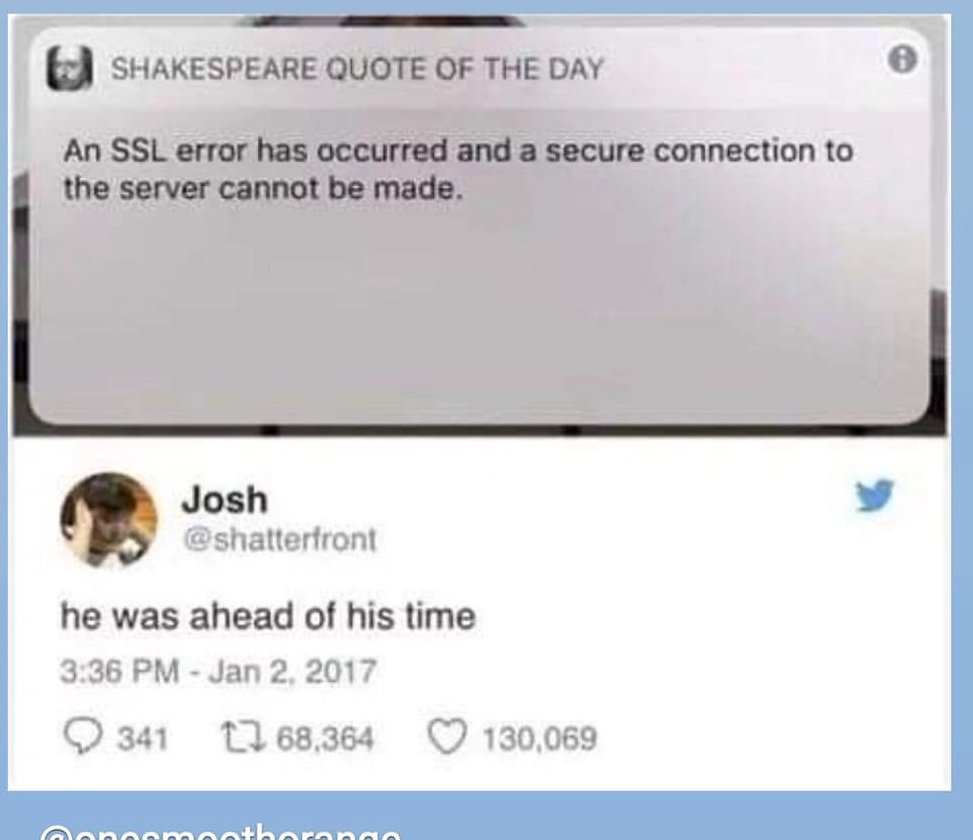 SHAKESPEARE QUOTE OF THE DAY
An SSL error has occurred and a secure connection to
the server cannot be made.
Josh
@shatterfront
he was ahead of his time
3:36 PM - Jan 2, 2017
341 68,364 130,069
@onesmoothorange